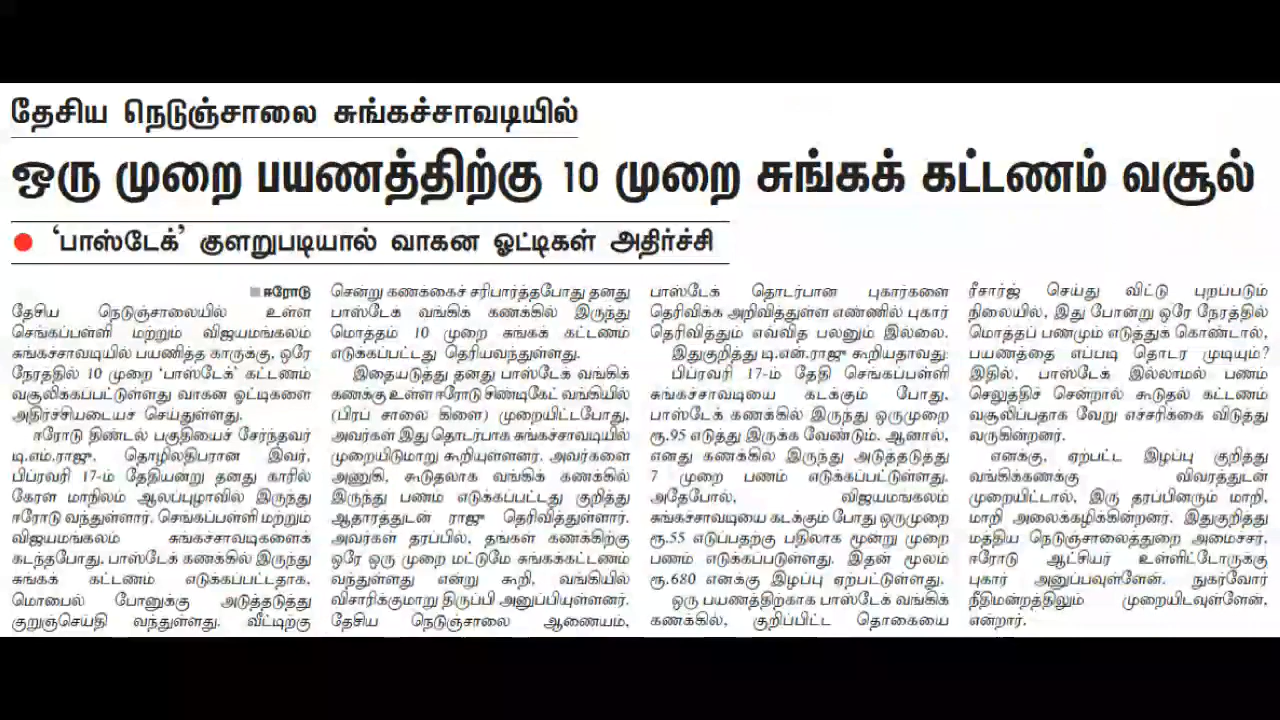 தேசிய நெடுஞ்சாலை சுங்கச்சாவடியில்
ஒரு முறை பயணத்திற்கு 10 முறை சுங்கக் கட்டணம் வசூல்
‘பாஸ்டேக்’ குளறுபடியால் வாகன ஓட்டிகள் அதிர்ச்சி
ஈரோடு
தேசிய நெடுஞ்சாலையில் உள்ள
செங்கப்பள்ளி மற்றும் விஜயமங்கலம்
சுங்கச்சாவடியில் பயணித்த காருக்கு, ஒரே
நேரத்தில் 10 முறை ‘பாஸ்டேக்’ கட்டணம்
வசூலிக்கப்பட்டுள்ளது வாகன ஓட்டிகளை
அதிர்ச்சியடையச் செய்துள்ளது.
ஈரோடு திண்டல் பகுதியைச் சேர்ந்தவர்
டி.எம்.ராஜு. தொழிலதிபரான இவர்,
பிப்ரவரி 17-ம் தேதியன்று தனது காரில்
கேரள மாநிலம் ஆலப்புழாவில் இருந்து
ஈரோடு வந்துள்ளார். செங்கப்பள்ளி மற்றும்
விஜயமங்கலம் சுங்கச்சாவடிகளைக்
கடந்தபோது, பாஸ்டேக் கணக்கில் இருந்து
சுங்கக் கட்டணம் எடுக்கப்பட்டதாக,
மொபைல் போனுக்கு அடுத்தடுத்து
குறுஞ்செய்தி வந்துள்ளது. வீட்டிற்கு
சென்று கணக்கைச் சரிபார்த்தபோது தனது
பாஸ்டேக் வங்கிக் கணக்கில் இருந்து
மொத்தம் 10 முறை சுங்கக் கட்டணம்
எடுக்கப்பட்டது தெரியவந்துள்ளது.
இதையடுத்து தனது பாஸ்டேக் வங்கிக்
கணக்கு உள்ள ஈரோடு சிண்டிகேட் வங்கியில்
(பிரப் சாலை கிளை) முறையிட்டபோது,
அவர்கள் இது தொடர்பாக சுங்கச்சாவடியில்
முறையிடுமாறு கூறியுள்ளனர். அவர்களை
அணுகி, கூடுதலாக வங்கிக் கணக்கில்
இருந்து பணம் எடுக்கப்பட்டது குறித்து
ஆதாரத்துடன் ராஜு தெரிவித்துள்ளார்.
அவர்கள் தரப்பில், தங்கள் கணக்கிற்கு
ஒரே ஒரு முறை மட்டுமே சுங்கக்கட்டணம்
வந்துள்ளது என்று கூறி, வங்கியில்
விசாரிக்குமாறு திருப்பி அனுப்பியுள்ளனர்.
தேசிய நெடுஞ்சாலை ஆணையம்,
பாஸ்டேக் தொடர்பான புகார்களை
தெரிவிக்க அறிவித்துள்ள எண்ணில் புகார்
தெரிவித்தும் எவ்வித பலனும் இல்லை.
இதுகுறித்து டி.என்.ராஜு கூறியதாவது:
பிப்ரவரி 17-ம் தேதி செங்கப்பள்ளி
சுங்கச்சாவடியை கடக்கும் போது,
பாஸ்டேக் கணக்கில் இருந்து ஒருமுறை
ரூ.95 எடுத்து இருக்க வேண்டும். ஆனால்,
எனது கணக்கில் இருந்து அடுத்தடுத்து
7 முறை பணம் எடுக்கப்பட்டுள்ளது.
அதேபோல், விஜயமங்கலம்
சுங்கச்சாவடியை கடக்கும் போது ஒருமுறை
ரூ.55 எடுப்பதற்கு பதிலாக மூன்று முறை
பணம் எடுக்கப்படுள்ளது. இதன் மூலம்
ரூ.680 எனக்கு இழப்பு ஏற்பட்டுள்ளது.
ஒரு பயணத்திற்காக பாஸ்டேக் வங்கிக்
கணக்கில், குறிப்பிட்ட தொகையை
ரீசார்ஜ் செய்து விட்டு புறப்படும்
நிலையில், இது போன்று ஒரே நேரத்தில்
மொத்தப் பணமும் எடுத்துக் கொண்டால்,
பயணத்தை எப்படி தொடர முடியும்?
இதில், பாஸ்டேக் இல்லாமல் பணம்
செலுத்திச் சென்றால் கூடுதல் கட்டணம்
வசூலிப்பதாக வேறு எச்சரிக்கை விடுத்து
வருகின்றனர்.
எனக்கு, ஏற்பட்ட இழப்பு குறித்து
வங்கிக்கணக்கு விவரத்துடன்
முறையிட்டால், இரு தரப்பினரும் மாறி,
மாறி அலைக்கழிக்கின்றனர். இதுகுறித்து
மத்திய நெடுஞ்சாலைத்துறை அமைச்சர்,
ஈரோடு ஆட்சியர் உள்ளிட்டோருக்கு
புகார் அனுப்பவுள்ளேன். நுகர்வோர்
நீதிமன்றத்திலும் முறையிடவுள்ளேன்,
என்றார்.